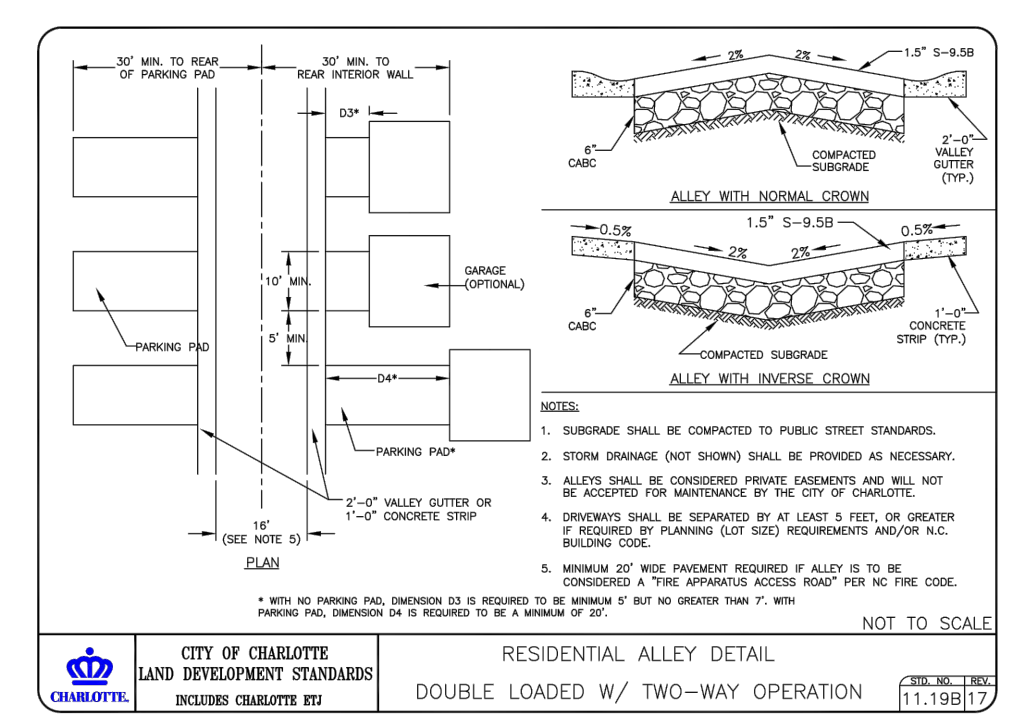 30' MIN. TO REAR
OF PARKING PAD
30' MIN. TO
REAR INTERIOR WALL
D3*
10' MIN.
5' MIN.
GARAGE
(OPTIONAL)
PARKING PAD
D4*
PARKING PAD*
2'-0" VALLEY GUTTER OR
1'-0" CONCRETE STRIP
16'
(SEE NOTE 5)
PLAN
2%
2%
1.5" S-9.5B
6"
CABC
COMPACTED
SUBGRADE
2'-0"
VALLEY
GUTTER
(TYP.)
ALLEY WITH NORMAL CROWN
0.5%
1.5" S-9.5B
0.5%
2%
2%
6"
CABC
1'-0"
CONCRETE
STRIP (TYP.)
COMPACTED SUBGRADE
ALLEY WITH INVERSE CROWN
NOTES:
1. SUBGRADE SHALL BE COMPACTED TO PUBLIC STREET STANDARDS.
2. STORM DRAINAGE (NOT SHOWN) SHALL BE PROVIDED AS NECESSARY.
3. ALLEYS SHALL BE CONSIDERED PRIVATE EASEMENTS AND WILL NOT
BE ACCEPTED FOR MAINTENANCE BY THE CITY OF CHARLOTTE.
4. DRIVEWAYS SHALL BE SEPARATED BY AT LEAST 5 FEET, OR GREATER
IF REQUIRED BY PLANNING (LOT SIZE) REQUIREMENTS AND/OR N.C.
BUILDING CODE.
5. MINIMUM 20' WIDE PAVEMENT REQUIRED IF ALLEY IS TO BE
CONSIDERED A "FIRE APPARATUS ACCESS ROAD" PER NC FIRE CODE.
* WITH NO PARKING PAD, DIMENSION D3 IS REQUIRED TO BE MINIMUM 5' BUT NO GREATER THAN 7'. WITH
PARKING PAD, DIMENSION D4 IS REQUIRED TO BE A MINIMUM OF 20'.
NOT TO SCALE
CHARLOTTE.
CITY OF CHARLOTTE
LAND DEVELOPMENT STANDARDS
INCLUDES CHARLOTTE ETJ
RESIDENTIAL ALLEY DETAIL
DOUBLE LOADED W/ TWO-WAY OPERATION
STD. NO. REV.
11.19B 17